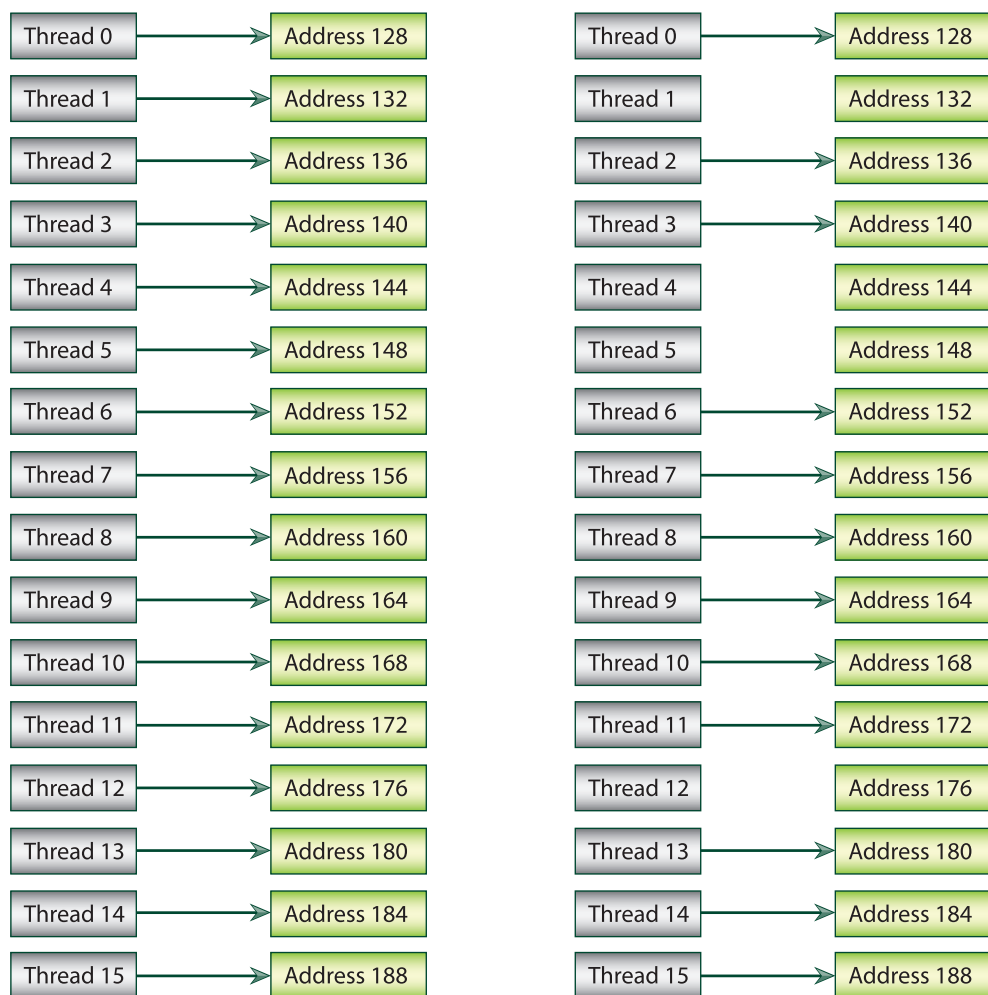 Thread 0 Address 128 Thread 0 Address 128
Thread 1 Address 132 Thread 1 Address 132
Thread 2 Address 136 Thread 2 Address 136
Thread 3 Address 140 Thread 3 Address 140
Thread 4 Address 144 Thread 4 Address 144
Thread 5 Address 148 Thread 5 Address 148
Thread 6 Address 152 Thread 6 Address 152
Thread 7 Address 156 Thread 7 Address 156
Thread 8 Address 160 Thread 8 Address 160
Thread 9 Address 164 Thread 9 Address 164
Thread 10 Address 168 Thread 10 Address 168
Thread 11 Address 172 Thread 11 Address 172
Thread 12 Address 176 Thread 12 Address 176
Thread 13 Address 180 Thread 13 Address 180
Thread 14 Address 184 Thread 14 Address 184
Thread 15 Address 188 Thread 15 Address 188